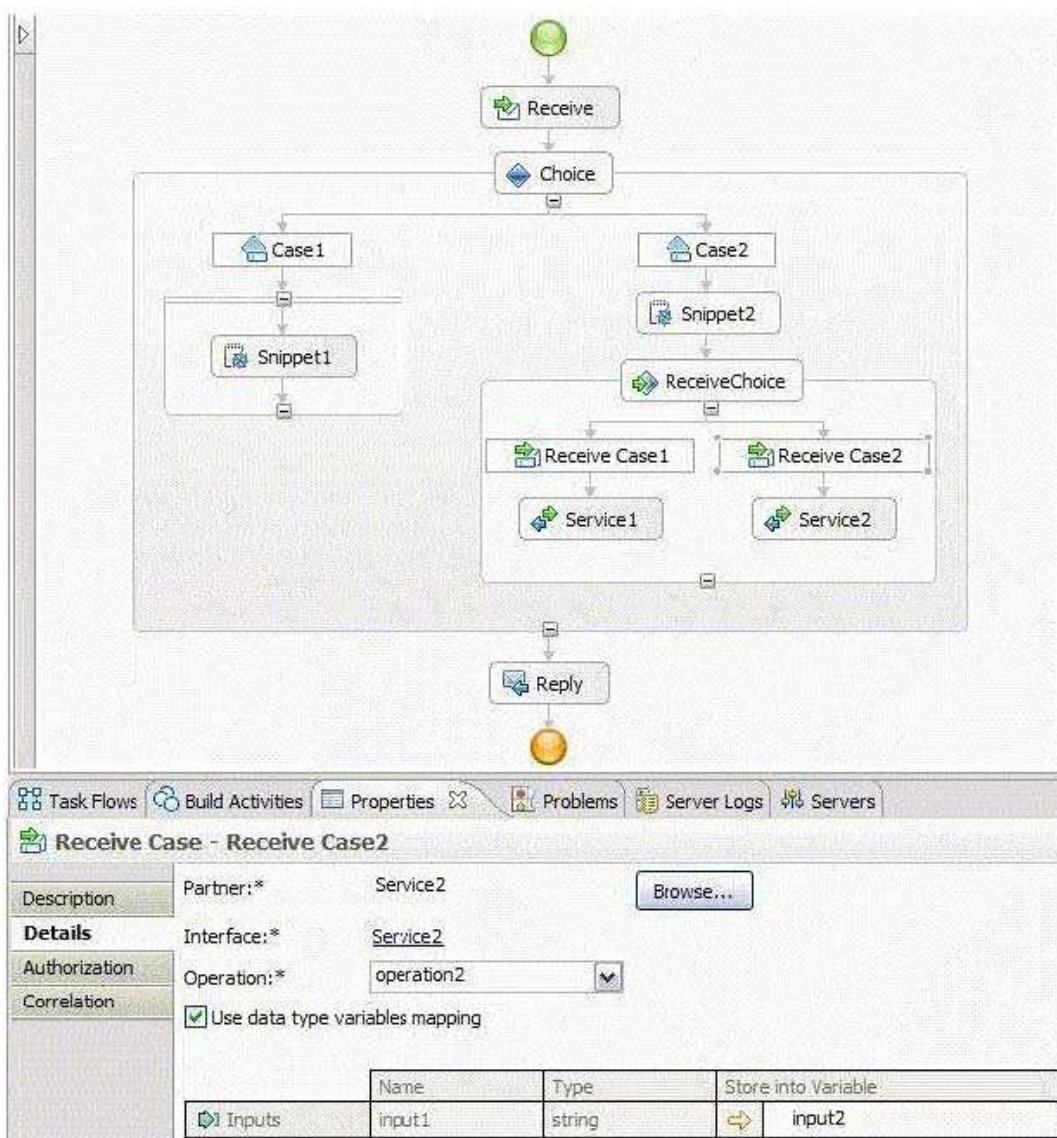 Receive
Choice
Case1
Case2
Snippet2
Snippet1
ReceiveChoice
Receive Case1
Receive Case2
Service1
Service2
Reply
Task Flows Build Activities Properties Problems Server Logs Servers
Receive Case - Receive Case2
Description
Details
Authorization
Correlation
Partner:* Service2 Browse...
Interface:* Service2
Operation:* operation2
Use data type variables mapping
Name Type Store into Variable
Inputs input1 string input2